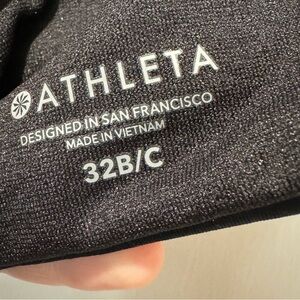 ATHLETA
DESIGNED IN SAN FRANCISCO
MADE IN VIETNAM
32B/C